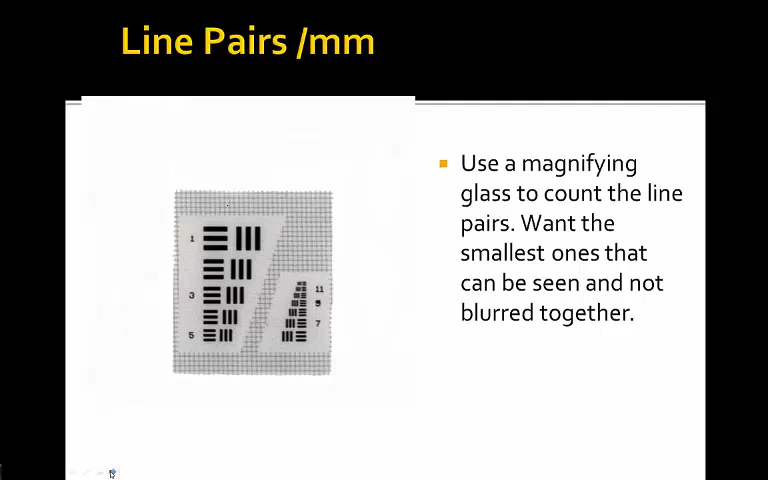 Line Pairs /mm
Use a magnifying
glass to count the line
pairs. Want the
smallest ones that
can be seen and not
blurred together.
1
3
5
11
9
7